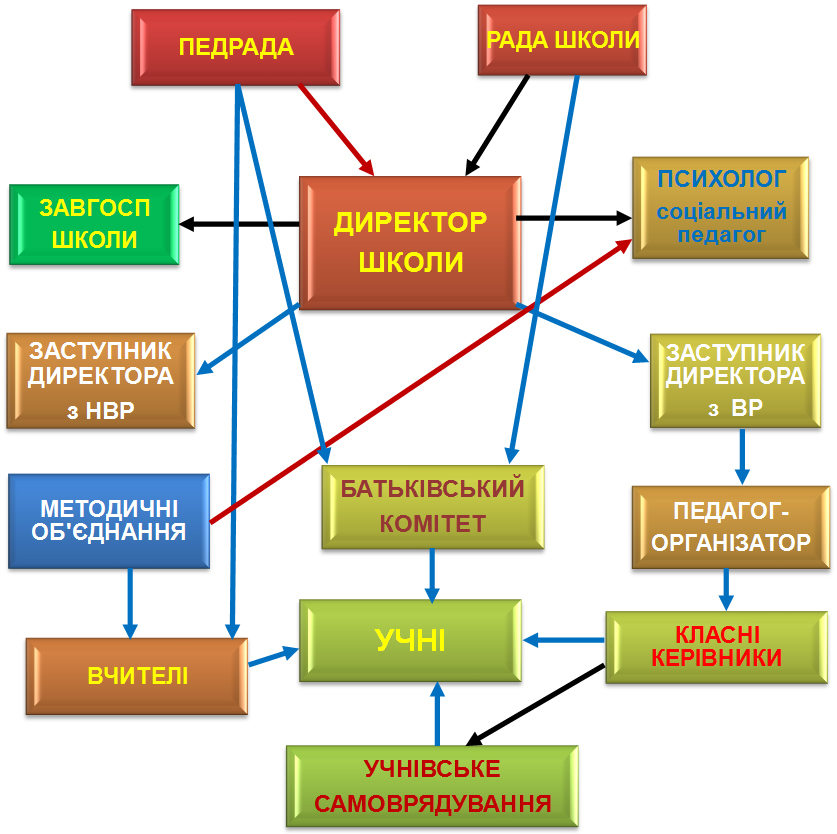 ПЕДРАДА
РАДА ШКОЛИ
ЗАВГОСП
ШКОЛИ
ДИРЕКТОР
ШКОЛИ
ПСИХОЛОГ
соціальний
педагог
ЗАСТУПНИК
ДИРЕКТОРА
з НВР
ЗАСТУПНИК
ДИРЕКТОРА
з ВР
МЕТОДИЧНІ
ОБ'ЄДНАННЯ
БАТЬКІВСЬКИЙ
КОМІТЕТ
ПЕДАГОГ-
ОРГАНІЗАТОР
ВЧИТЕЛІ
УЧНІ
КЛАСНІ
КЕРІВНИКИ
УЧНІВСЬКЕ
САМОВРЯДУВАННЯ